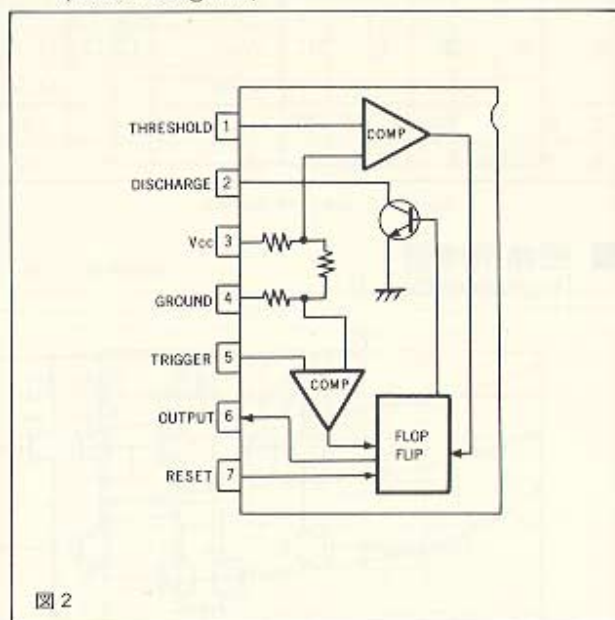 THRESHOLD 1
COMP
DISCHARGE 2
Vcc 3
GROUND 4
TRIGGER 5
COMP
OUTPUT 6
FLOP
FLIP
RESET 7
図 2